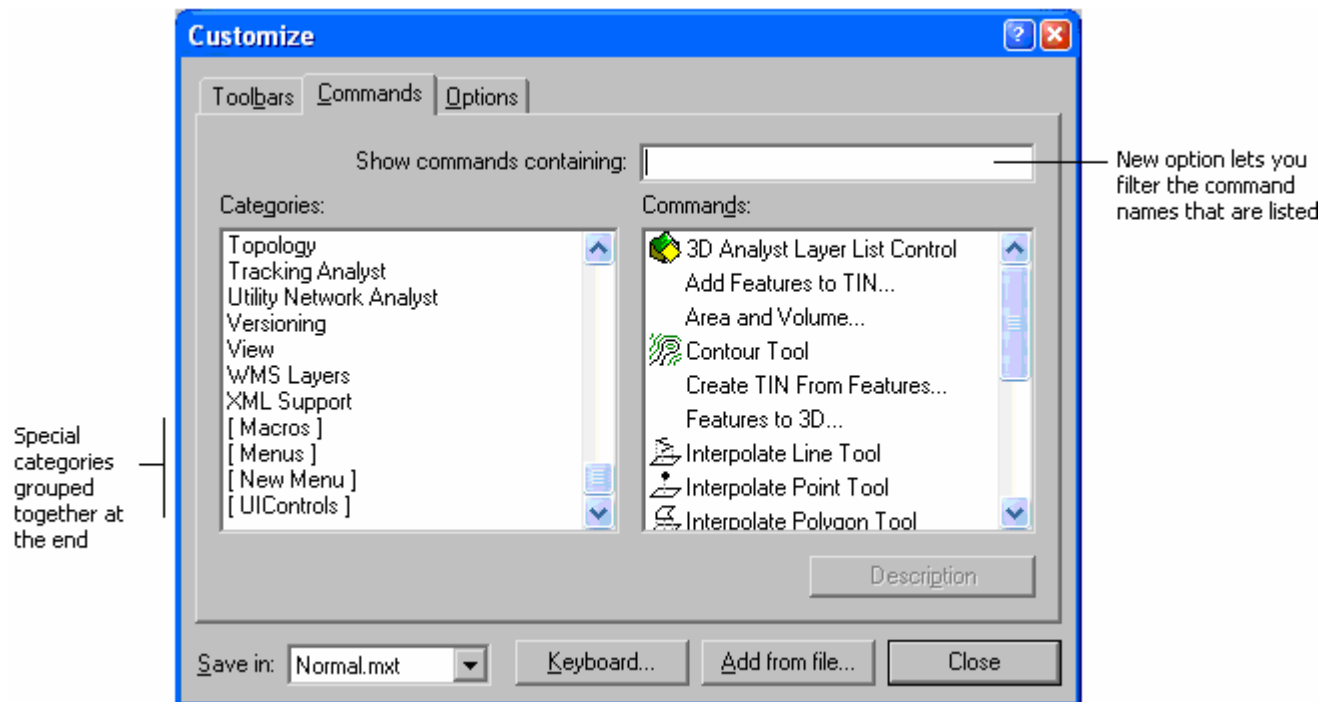 Customize
Toolbars
Commands
Options
Show commands containing:
New option lets you
filter the command
names that are listed
Categories:
Topology
Tracking Analyst
Utility Network Analyst
Versioning
View
WMS Layers
XML Support
[ Macros ]
[ Menus ]
[ New Menu ]
[ UIControls ]
Commands:
3D Analyst Layer List Control
Add Features to TIN...
Area and Volume...
Contour Tool
Create TIN From Features...
Features to 3D...
Interpolate Line Tool
Interpolate Point Tool
Interpolate Polygon Tool
Special
categories
grouped
together at
the end
Description
Save in:
Normal.mxt
Keyboard...
Add from file...
Close